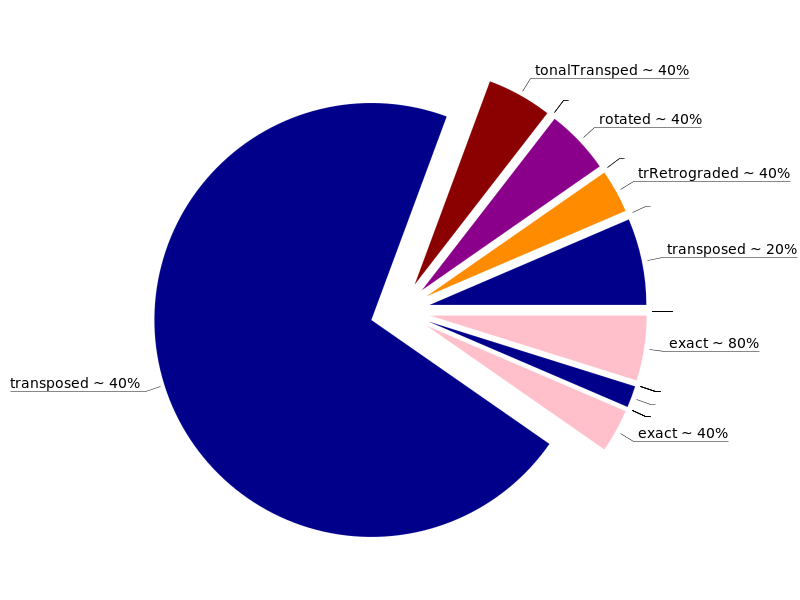 tonalTransped ~ 40%
rotated ~ 40%
trRetrograded ~ 40%
transposed ~ 20%
exact ~ 80%
transposed ~ 40%
exact ~ 40%